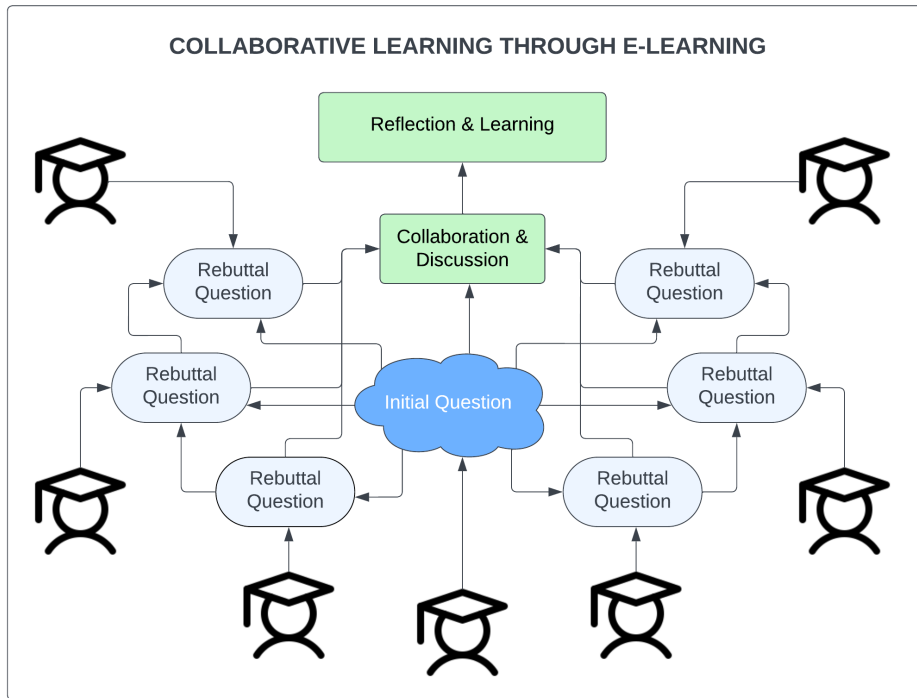 COLLABORATIVE LEARNING THROUGH E-LEARNING
Reflection & Learning
Collaboration &
Discussion
Rebuttal
Question
Rebuttal
Question
Rebuttal
Question
Initial Question
Rebuttal
Question
Rebuttal
Question
Rebuttal
Question